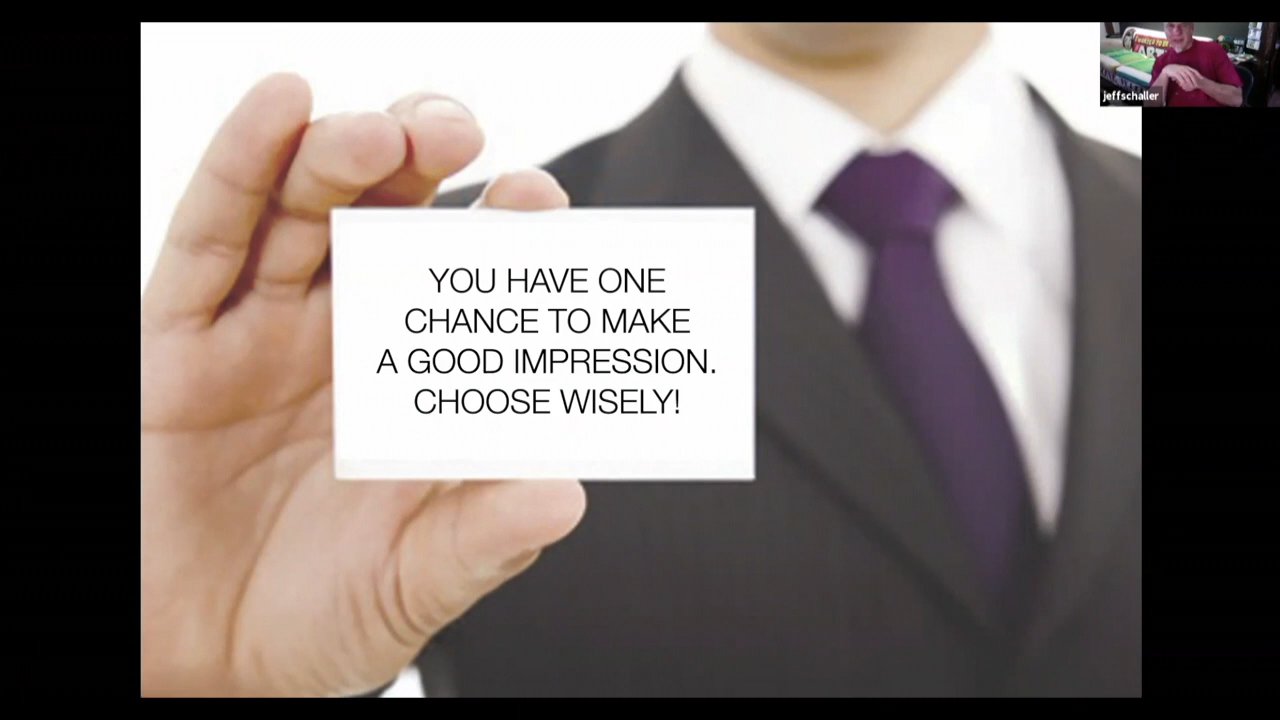 YOU HAVE ONE
CHANCE TO MAKE
A GOOD IMPRESSION.
CHOOSE WISELY!
jeffschaller